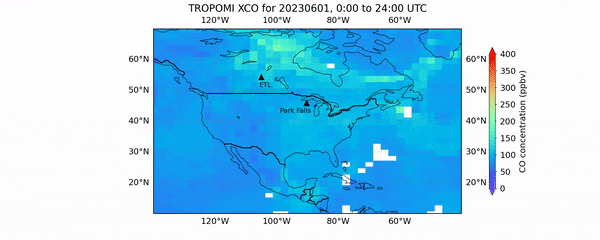 TROPOMI XCO for 20230601, 0:00 to 24:00 UTC
120°W 100°W 80°W 60°W
60°N 60°N
50°N 50°N
40°N 40°N
30°N 30°N
20°N 20°N
120°W 100°W 80°W 60°W
ETL
Park Falls
400
350
300
250
200
150
100
50
0
CO concentration (ppbv)